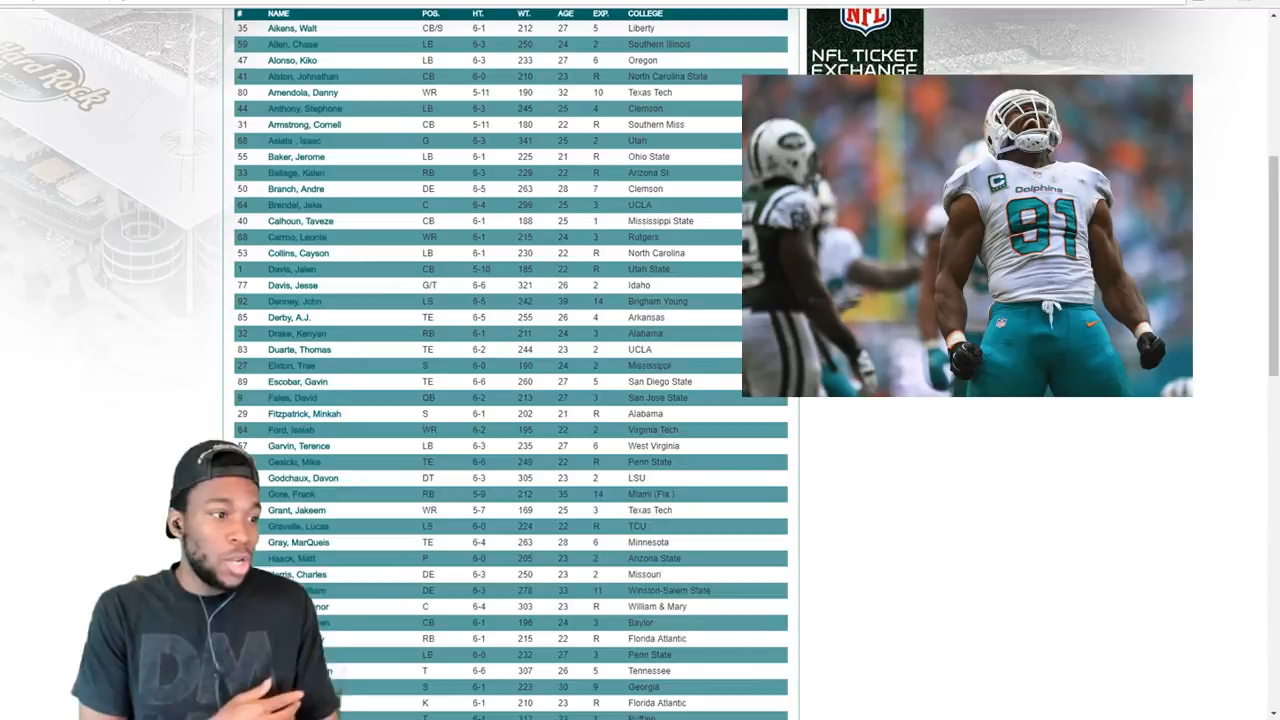 # NAME POS. HT. WT. AGE EXP. COLLEGE
35 Aikens, Walt CB/S 6-1 212 27 5 Liberty
59 Allen, Chase LB 6-3 250 24 2 Southern Illinois
47 Alonso, Kiko LB 6-3 233 27 6 Oregon
41 Alston, Johnathan CB 6-0 210 23 R North Carolina State
80 Amendola, Danny WR 5-11 190 32 10 Texas Tech
44 Anthony, Stephone LB 6-3 245 25 4 Clemson
31 Armstrong, Cornell CB 5-11 180 22 R Southern Miss
68 Asiata , Isaac G 6-3 341 25 2 Utah
55 Baker, Jerome LB 6-1 225 21 R Ohio State
33 Ballage, Kalen RB 6-3 229 22 R Arizona St
50 Branch, Andre DE 6-5 263 28 7 Clemson
64 Brendel, Jake C 6-4 299 25 3 UCLA
40 Calhoun, Taveze CB 6-1 188 25 1 Mississippi State
88 Carroo, Leonte WR 6-1 215 24 3 Rutgers
53 Collins, Cayson LB 6-1 230 22 R North Carolina
1 Davis, Jalen CB 5-10 185 22 R Utah State
77 Davis, Jesse G/T 6-6 321 26 2 Idaho
92 Denney, John LS 6-5 242 39 14 Brigham Young
85 Derby, A.J. TE 6-5 255 26 4 Arkansas
32 Drake, Kenyan RB 6-1 211 24 3 Alabama
83 Duarte, Thomas TE 6-2 244 23 2 UCLA
27 Elston, Trae S 6-0 190 24 2 Mississippi
89 Escobar, Gavin TE 6-6 260 27 5 San Diego State
9 Fales, David QB 6-2 213 27 3 San Jose State
29 Fitzpatrick, Minkah S 6-1 202 21 R Alabama
84 Ford, Isaiah WR 6-2 195 22 2 Virginia Tech
57 Garvin, Terence LB 6-3 235 27 6 West Virginia
Gesicki, Mike TE 6-6 249 22 R Penn State
Godchaux, Davon DT 6-3 305 23 2 LSU
Gore, Frank RB 5-9 212 35 14 Miami (Fla.)
Grant, Jakeem WR 5-7 169 25 3 Texas Tech
Gravelle, Lucas LS 6-0 224 22 R TCU
Gray, MarQueis TE 6-4 263 28 6 Minnesota
Haack, Matt P 6-0 205 23 2 Arizona State
Charles DE 6-3 250 23 2 Missouri
DE 6-3 278 33 11 Winston-Salem State
C 6-4 303 23 R William & Mary
CB 6-1 196 24 3 Baylor
RB 6-1 215 22 R Florida Atlantic
LB 6-0 232 27 3 Penn State
T 6-6 307 26 5 Tennessee
S 6-1 223 30 9 Georgia
K 6-1 210 23 R Florida Atlantic
T 6-1 312 23 1 Buffalo
NFL
NFL TICKET
EXCHANGE
Dolphins
C
91
DM